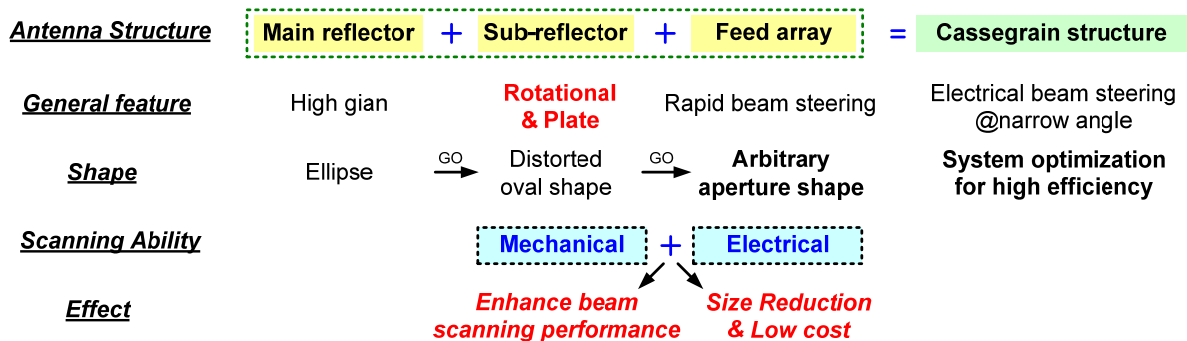 Antenna Structure Main reflector + Sub-reflector + Feed array = Cassegrain structure
General feature High gian Rotational & Plate Rapid beam steering Electrical beam steering @narrow angle
Shape Ellipse GO Distorted oval shape GO Arbitrary aperture shape System optimization for high efficiency
Scanning Ability Mechanical + Electrical
Effect Enhance beam scanning performance Size Reduction & Low cost